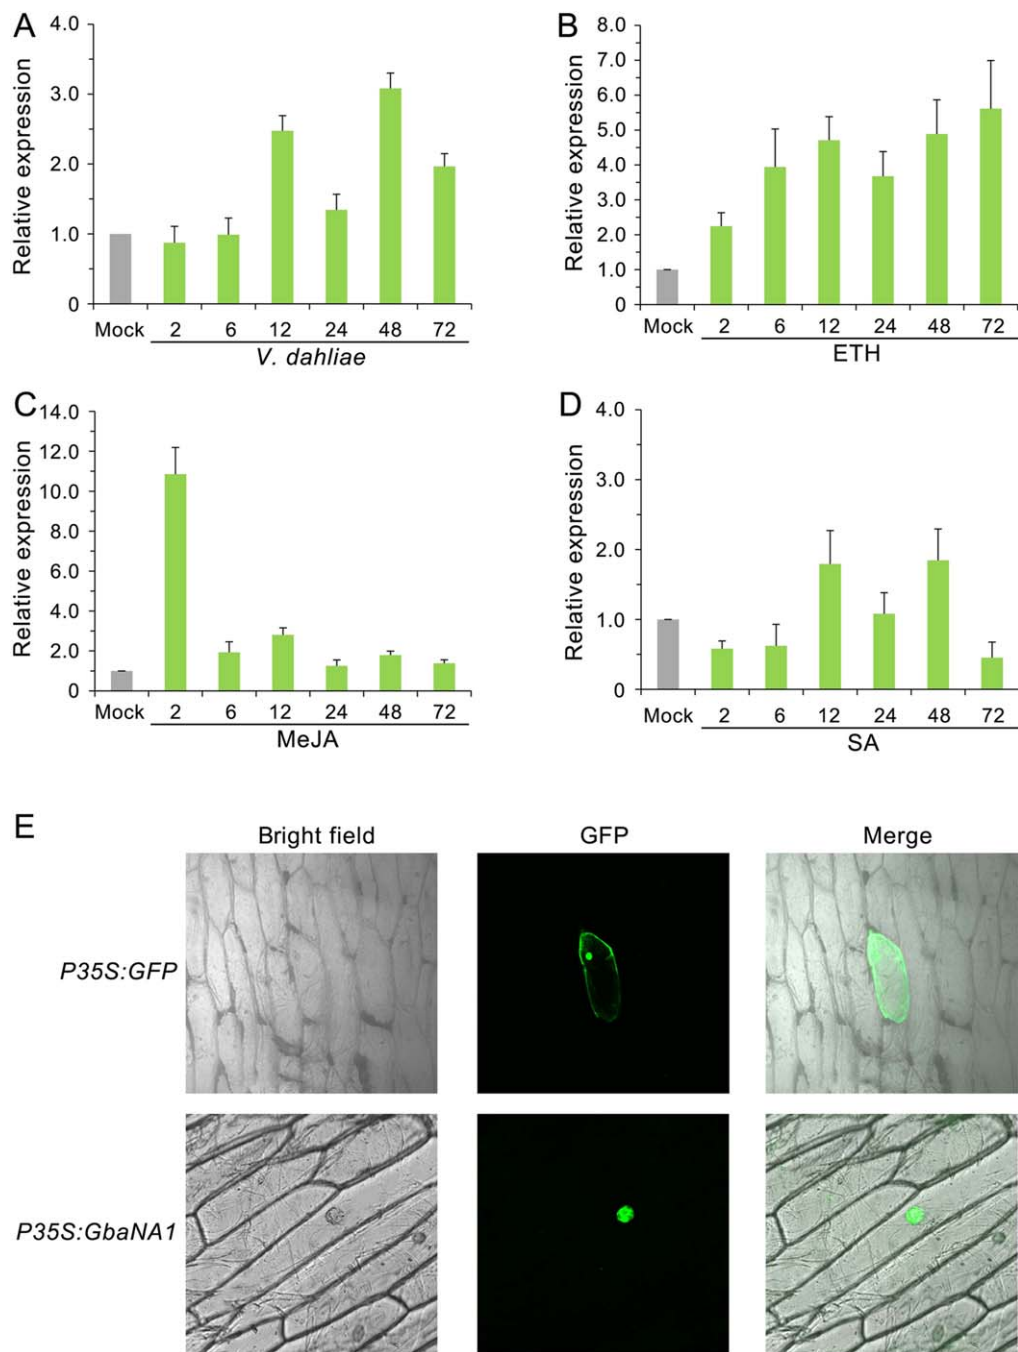 A
Relative expression
4.0
3.0
2.0
1.0
0
Mock 2 6 12 24 48 72
V. dahliae
B
Relative expression
8.0
7.0
6.0
5.0
4.0
3.0
2.0
1.0
0
Mock 2 6 12 24 48 72
ETH
C
Relative expression
14.0
12.0
10.0
8.0
6.0
4.0
2.0
0
Mock 2 6 12 24 48 72
MeJA
D
Relative expression
4.0
3.0
2.0
1.0
0
Mock 2 6 12 24 48 72
SA
E
Bright field GFP Merge
P35S:GFP
P35S:GbaNA1